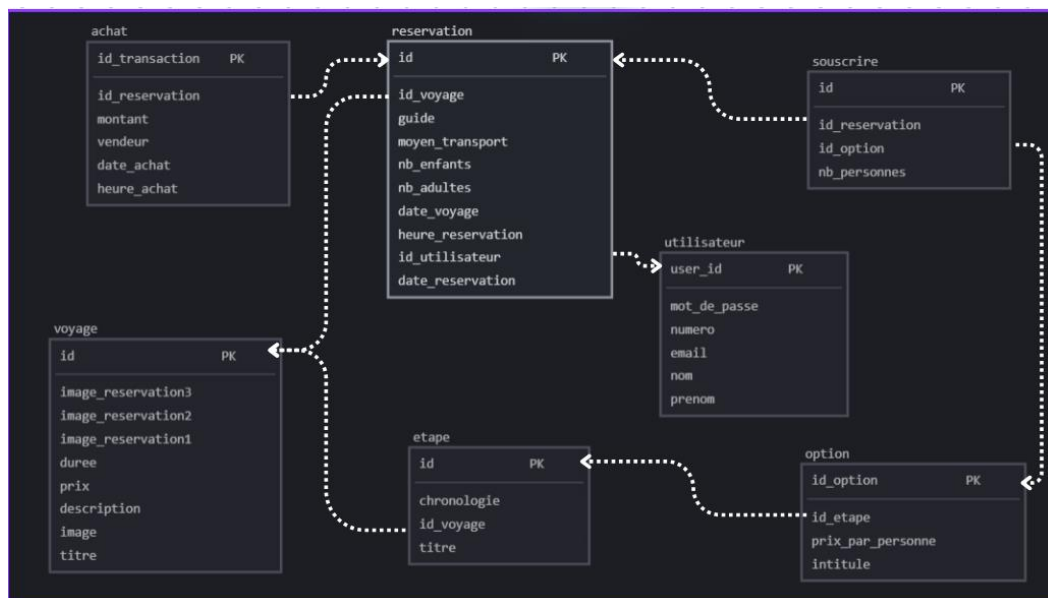 achat
id_transaction PK
id_reservation
montant
vendeur
date_achat
heure_achat
reservation
id PK
id_voyage
guide
moyen_transport
nb_enfants
nb_adultes
date_voyage
heure_reservation
id_utilisateur
date_reservation
souscrire
id PK
id_reservation
id_option
nb_personnes
utilisateur
user_id PK
mot_de_passe
numero
email
nom
prenom
voyage
id PK
image_reservation3
image_reservation2
image_reservation1
duree
prix
description
image
titre
etape
id PK
chronologie
id_voyage
titre
option
id_option PK
id_etape
prix_par_personne
intitule